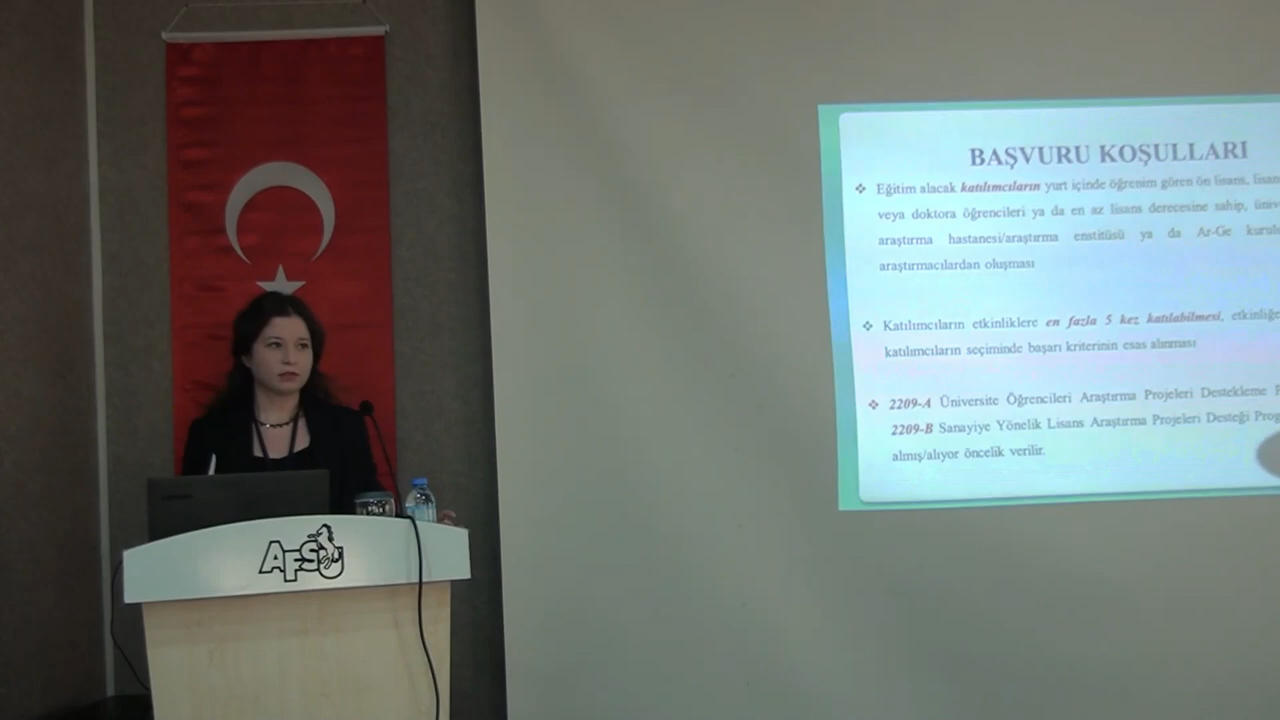 BAŞVURU KOŞULLARI
Eğitim alacak katılımcıların yurt içinde öğrenim gören ön lisans,
veya doktora öğrencileri ya da en az lisans derecesine sahip,
araştırma hastanesi/araştırma enstitüsü ya da Ar-Ge
araştırmacılardan oluşması
Katılımcıların etkinliklere en fazla 5 kez katılabilmesi,
katılımcıların seçiminde başarı kriterinin esas alınması
2209-A Üniversite Öğrencileri Araştırma Projeleri Destekleme
2209-B Sanayiye Yönelik Lisans Araştırma Projeleri Desteği
almış/alıyor öncelik verilir.
AFSÜ